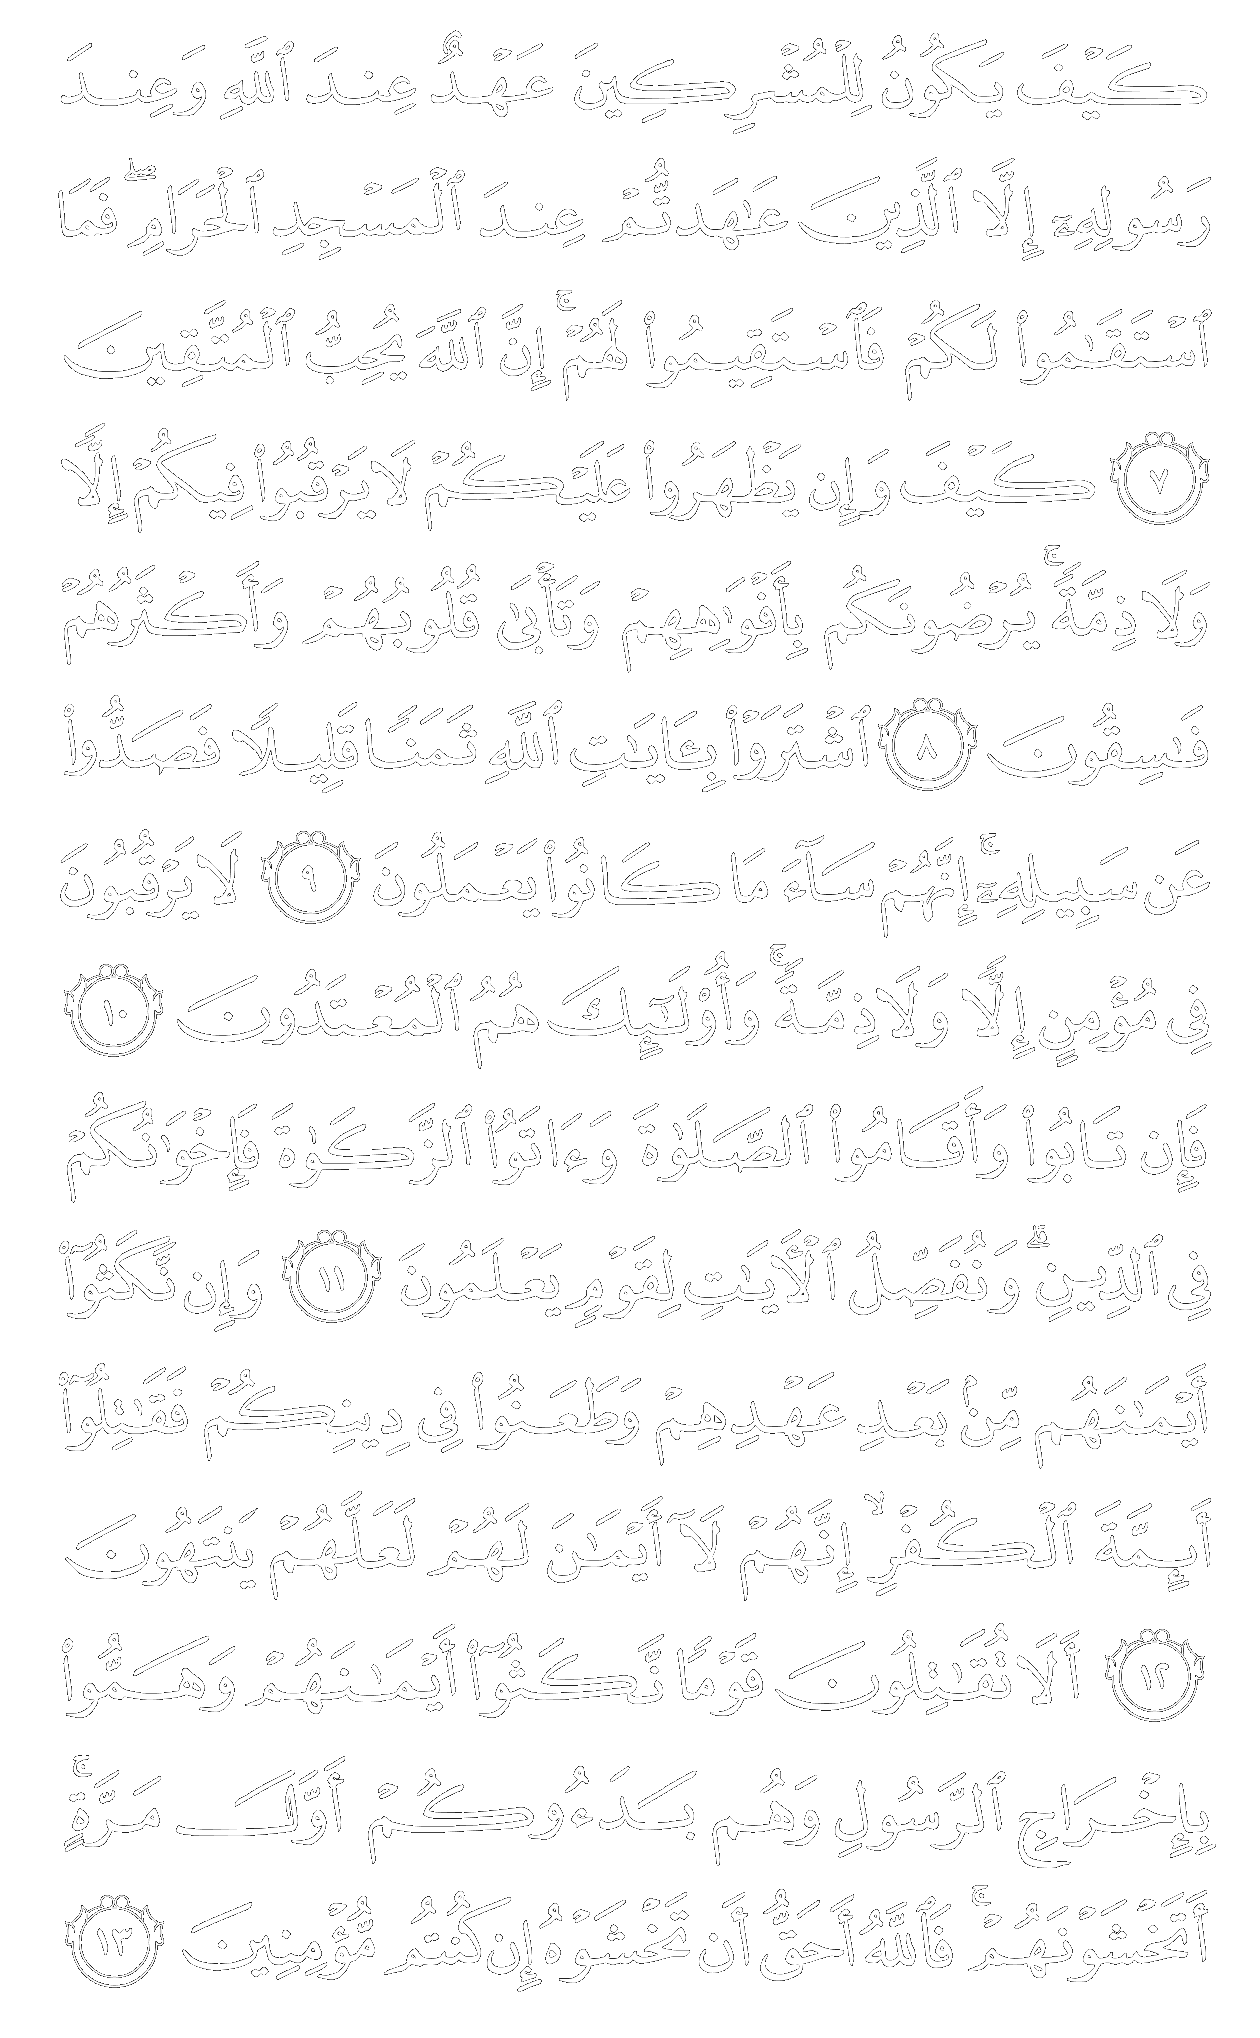 كَيْفَ يَكُونُ لِلْمُشْرِكِينَ عَهْدٌ عِندَ ٱللَّهِ وَعِندَ
رَسُولِهِۦٓ إِلَّا ٱلَّذِينَ عَٰهَدتُّمْ عِندَ ٱلْمَسْجِدِ ٱلْحَرَامِ ۖ فَمَا
ٱسْتَقَٰمُوا۟ لَكُمْ فَٱسْتَقِيمُوا۟ لَهُمْ ۚ إِنَّ ٱللَّهَ يُحِبُّ ٱلْمُتَّقِينَ
٧ كَيْفَ وَإِن يَظْهَرُوا۟ عَلَيْكُمْ لَا يَرْقُبُوا۟ فِيكُمْ إِلًّا
وَلَا ذِمَّةً ۚ يُرْضُونَكُم بِأَفْوَٰهِهِمْ وَتَأْبَىٰ قُلُوبُهُمْ وَأَكْثَرُهُمْ
فَٰسِقُونَ ٨ ٱشْتَرَوْا۟ بِـَٔايَٰتِ ٱللَّهِ ثَمَنًا قَلِيلًا فَصَدُّوا۟
عَن سَبِيلِهِۦٓ ۚ إِنَّهُمْ سَآءَ مَا كَانُوا۟ يَعْمَلُونَ ٩ لَا يَرْقُبُونَ
فِى مُؤْمِنٍ إِلًّا وَلَا ذِمَّةً ۚ وَأُو۟لَٰٓئِكَ هُمُ ٱلْمُعْتَدُونَ ١٠
فَإِن تَابُوا۟ وَأَقَامُوا۟ ٱلصَّلَوٰةَ وَءَاتَوُا۟ ٱلزَّكَوٰةَ فَإِخْوَٰنُكُمْ
فِى ٱلدِّينِ ۗ وَنُفَصِّلُ ٱلْـَٔايَٰتِ لِقَوْمٍ يَعْلَمُونَ ١١ وَإِن نَّكَثُوٓا۟
أَيْمَٰنَهُم مِّنۢ بَعْدِ عَهْدِهِمْ وَطَعَنُوا۟ فِى دِينِكُمْ فَقَٰتِلُوٓا۟
أَئِمَّةَ ٱلْكُفْرِ ۙ إِنَّهُمْ لَآ أَيْمَٰنَ لَهُمْ لَعَلَّهُمْ يَنتَهُونَ
١٢ أَلَا تُقَٰتِلُونَ قَوْمًا نَّكَثُوٓا۟ أَيْمَٰنَهُمْ وَهَمُّوا۟
بِإِخْرَاجِ ٱلرَّسُولِ وَهُم بَدَءُوكُمْ أَوَّلَ مَرَّةٍ ۚ
أَتَخْشَوْنَهُمْ ۚ فَٱللَّهُ أَحَقُّ أَن تَخْشَوْهُ إِن كُنتُم مُّؤْمِنِينَ ١٣